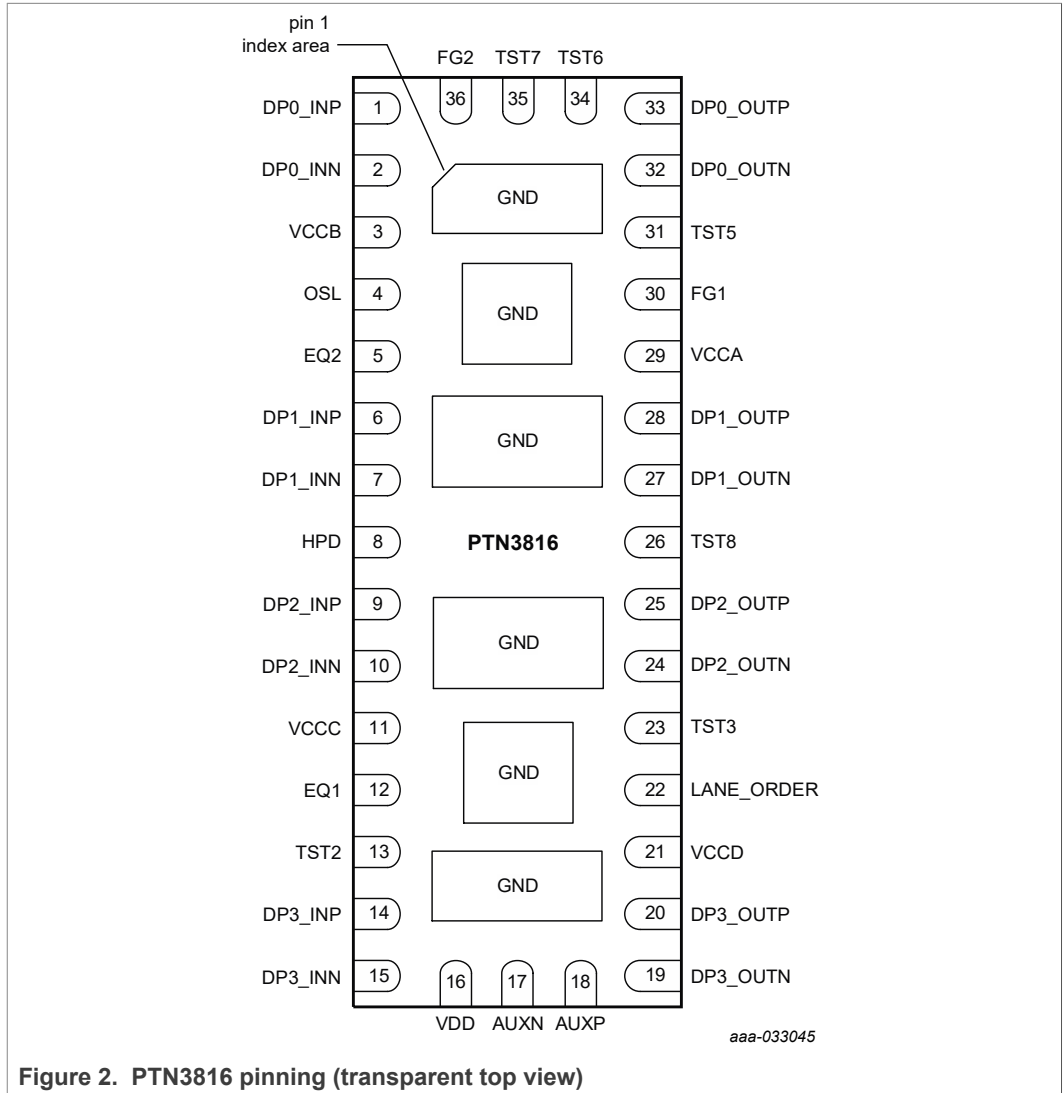 pin 1
index area
FG2 TST7 TST6
36 35 34
DP0_INP 1 33 DP0_OUTP
DP0_INN 2 32 DP0_OUTN
GND
VCCB 3 31 TST5
OSL 4 30 FG1
GND
EQ2 5 29 VCCA
DP1_INP 6 28 DP1_OUTP
GND
DP1_INN 7 27 DP1_OUTN
HPD 8 PTN3816 26 TST8
DP2_INP 9 25 DP2_OUTP
GND
DP2_INN 10 24 DP2_OUTN
VCCC 11 23 TST3
GND
EQ1 12 22 LANE_ORDER
TST2 13 21 VCCD
GND
DP3_INP 14 20 DP3_OUTP
DP3_INN 15 19 DP3_OUTN
16 17 18
VDD AUXN AUXP
aaa-033045
Figure 2. PTN3816 pinning (transparent top view)